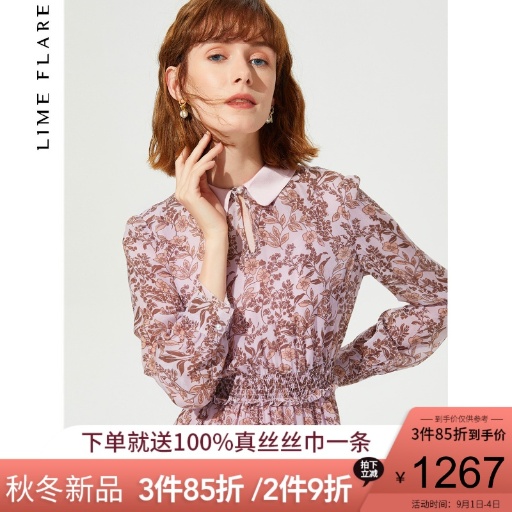 LIME FLARE
下单就送100%真丝丝巾一条
秋冬新品 3件85折/2件9折
拍下
立减
到手价仅供参考
3件85折到手价
¥1267
活动时间：9月1日-4日